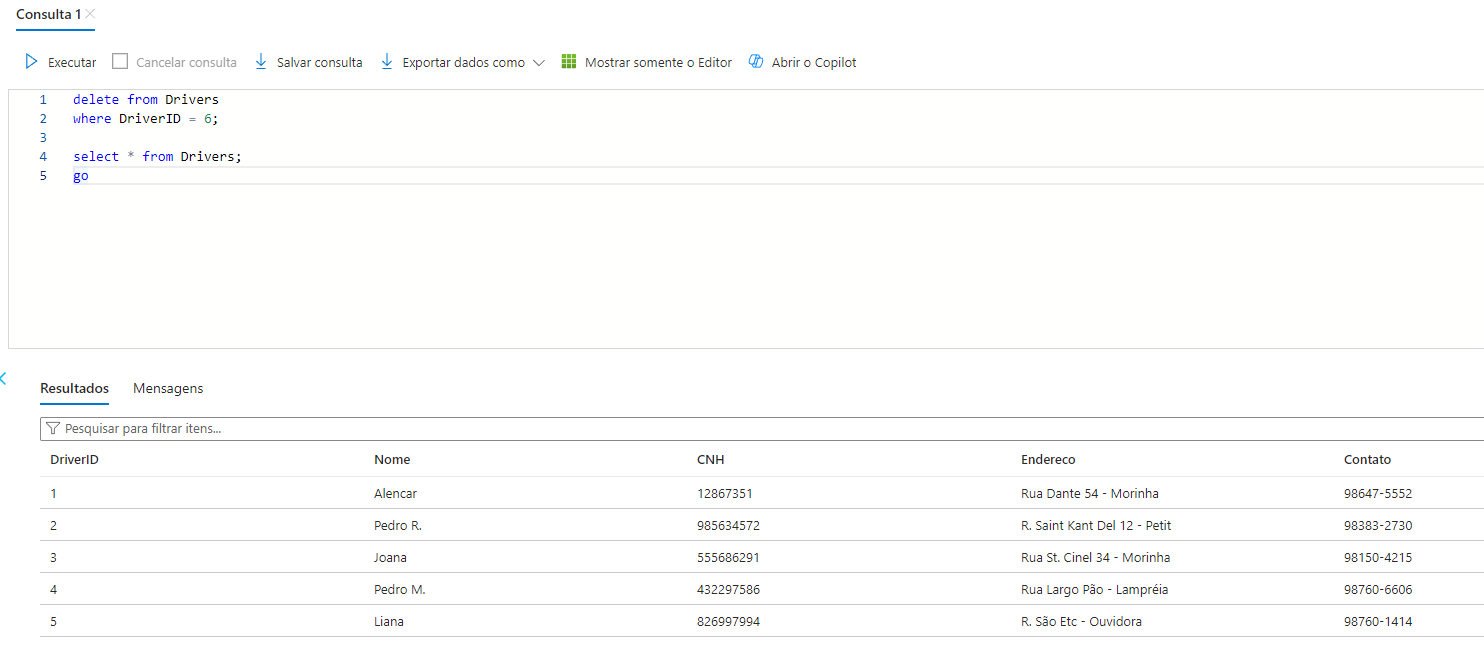 Consulta 1
Executar Cancelar consulta Salvar consulta Exportar dados como Mostrar somente o Editor Abrir o Copilot
1 delete from Drivers
2 where DriverID = 6;
3
4 select * from Drivers;
5 go
Resultados Mensagens
Pesquisar para filtrar itens...
DriverID Nome CNH Endereco Contato
1 Alencar 12867351 Rua Dante 54 - Morinha 98647-5552
2 Pedro R. 985634572 R. Saint Kant Del 12 - Petit 98383-2730
3 Joana 555686291 Rua St. Cinel 34 - Morinha 98150-4215
4 Pedro M. 432297586 Rua Largo Pão - Lampréia 98760-6606
5 Liana 826997994 R. São Etc - Ouvidora 98760-1414